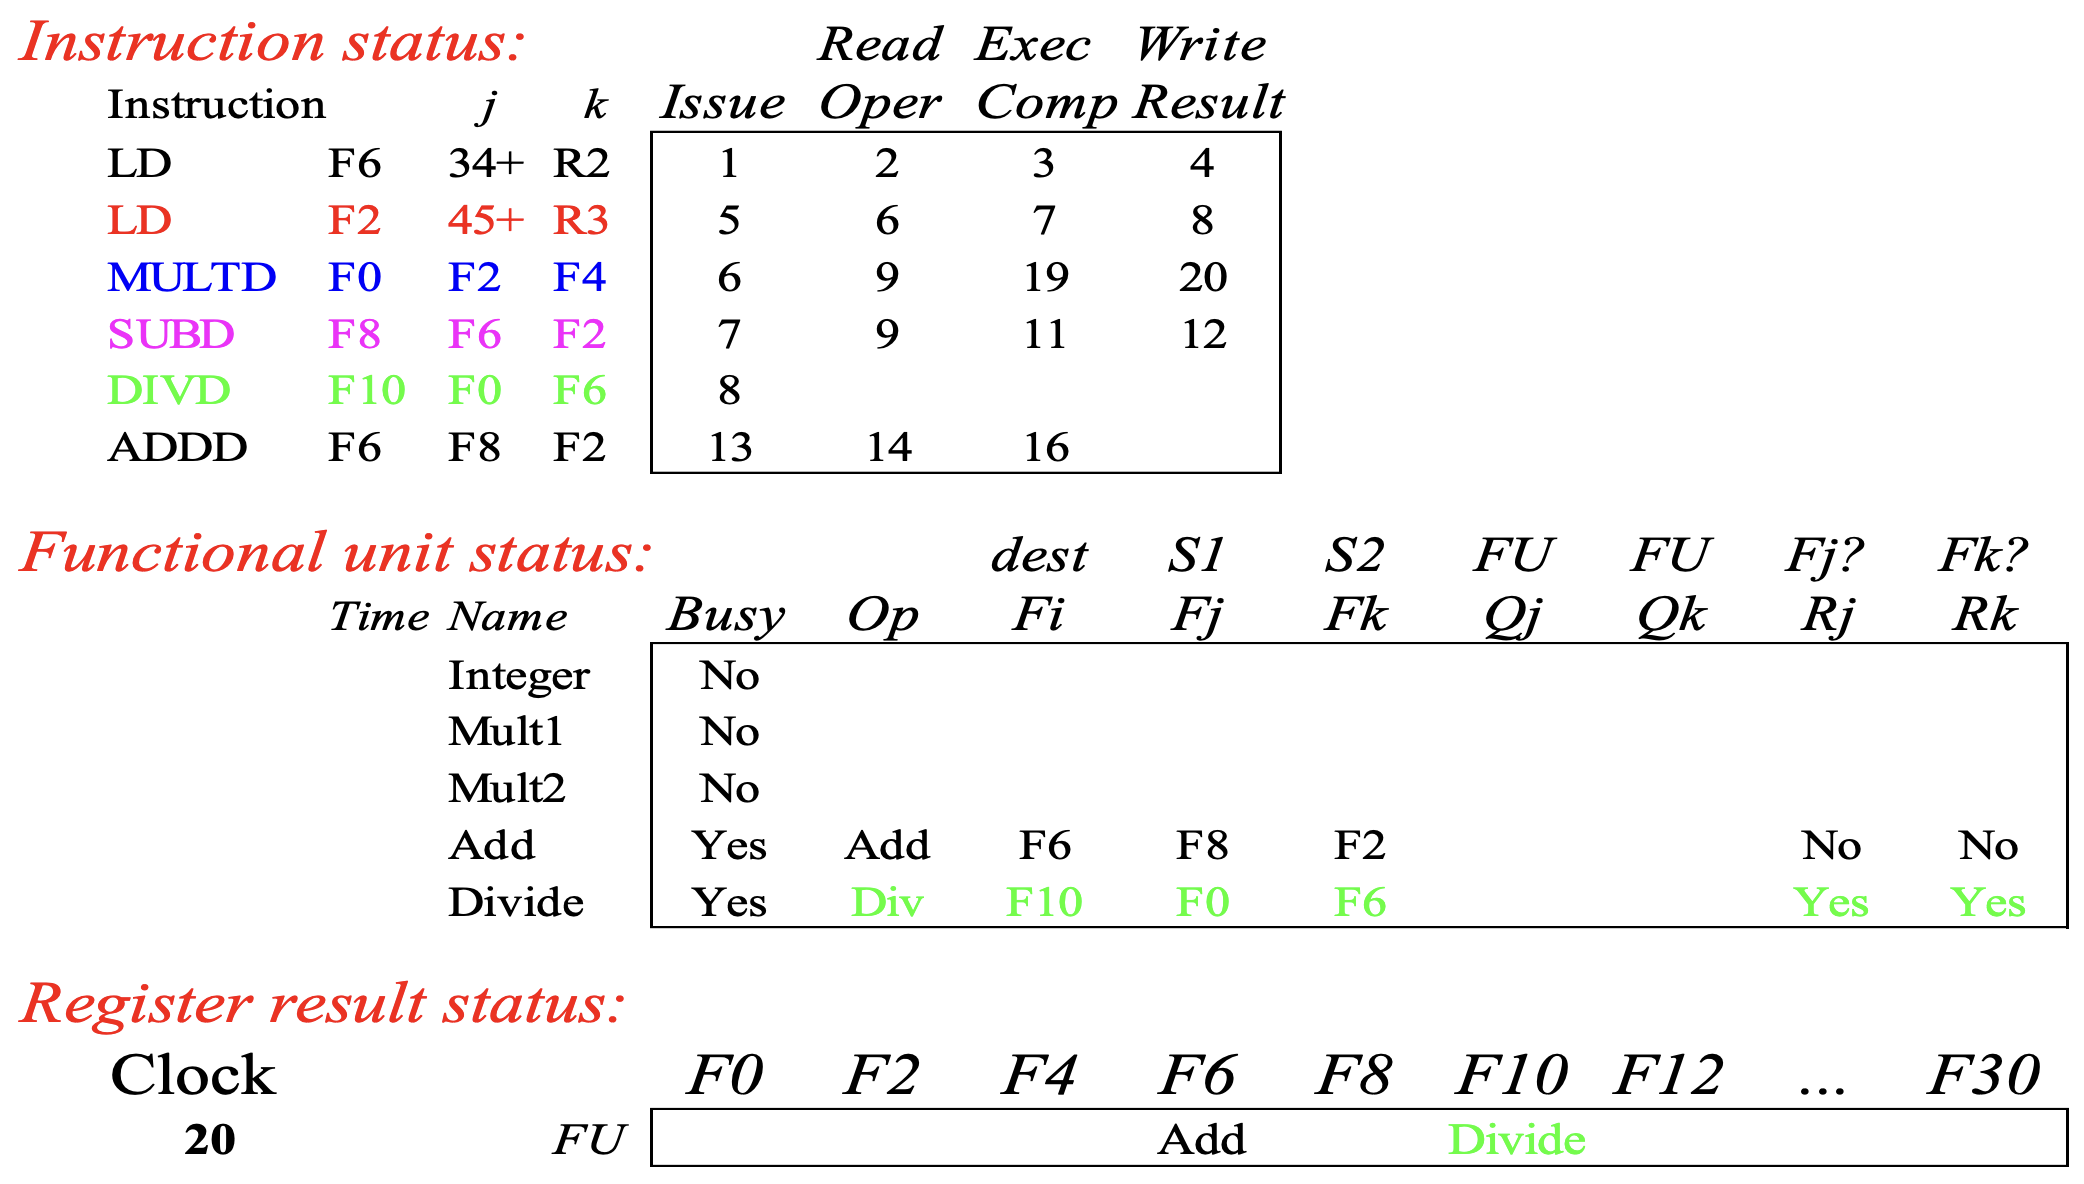 Instruction status: Read Exec Write
Instruction j k Issue Oper Comp Result
LD F6 34+ R2 1 2 3 4
LD F2 45+ R3 5 6 7 8
MULTD F0 F2 F4 6 9 19 20
SUBD F8 F6 F2 7 9 11 12
DIVD F10 F0 F6 8
ADDD F6 F8 F2 13 14 16
Functional unit status: dest S1 S2 FU FU Fj? Fk?
Time Name Busy Op Fi Fj Fk Qj Qk Rj Rk
Integer No
Mult1 No
Mult2 No
Add Yes Add F6 F8 F2 No No
Divide Yes Div F10 F0 F6 Yes Yes
Register result status:
Clock F0 F2 F4 F6 F8 F10 F12 ... F30
20 FU Add Divide